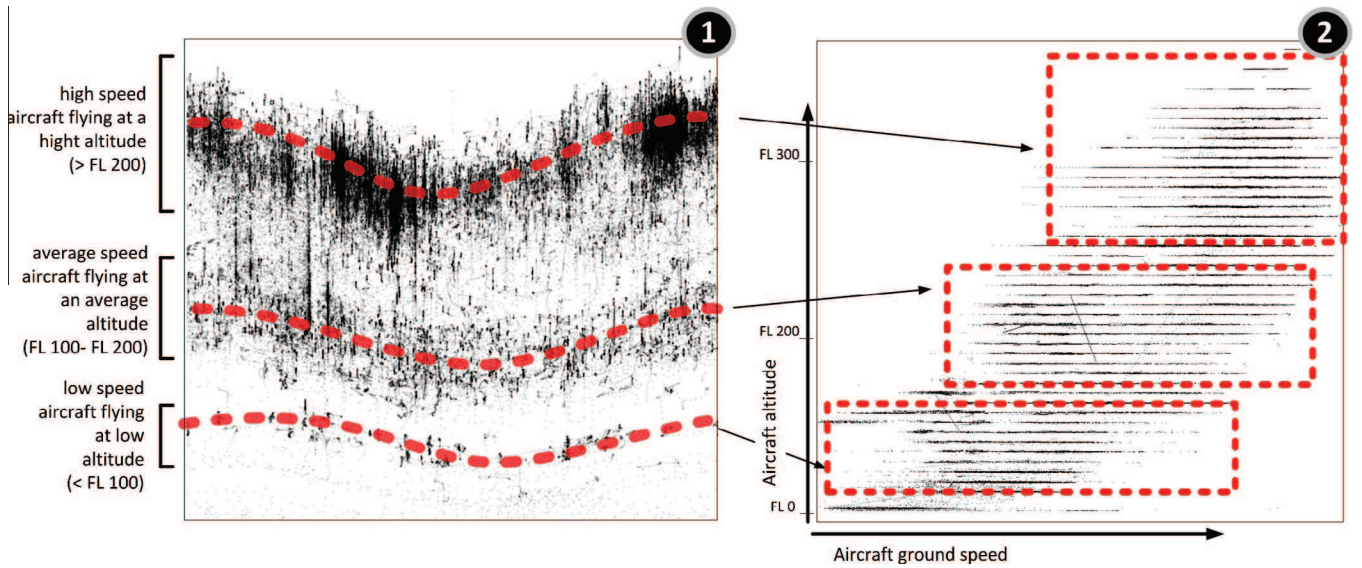 1
high speed
aircraft flying at a
hight altitude
(> FL 200)
average speed
aircraft flying at
an average
altitude
(FL 100- FL 200)
low speed
aircraft flying
at low
altitude
(< FL 100)
2
FL 300
FL 200
FL 0
Aircraft altitude
Aircraft ground speed